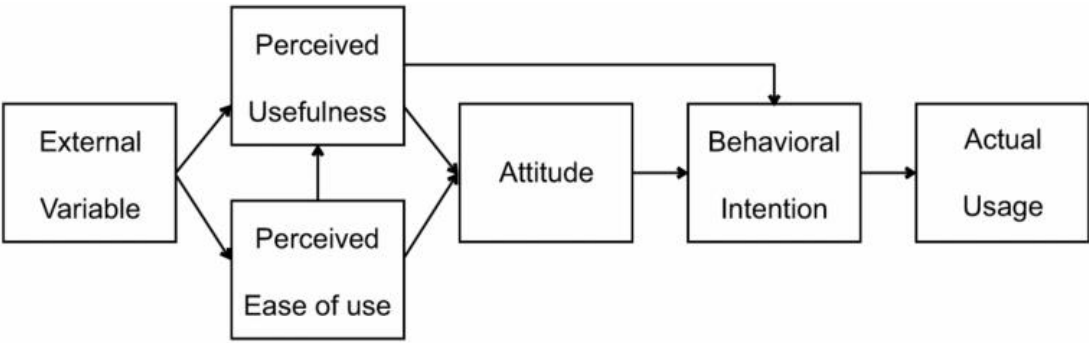 Perceived
Usefulness
External
Variable
Perceived
Ease of use
Attitude
Behavioral
Intention
Actual
Usage